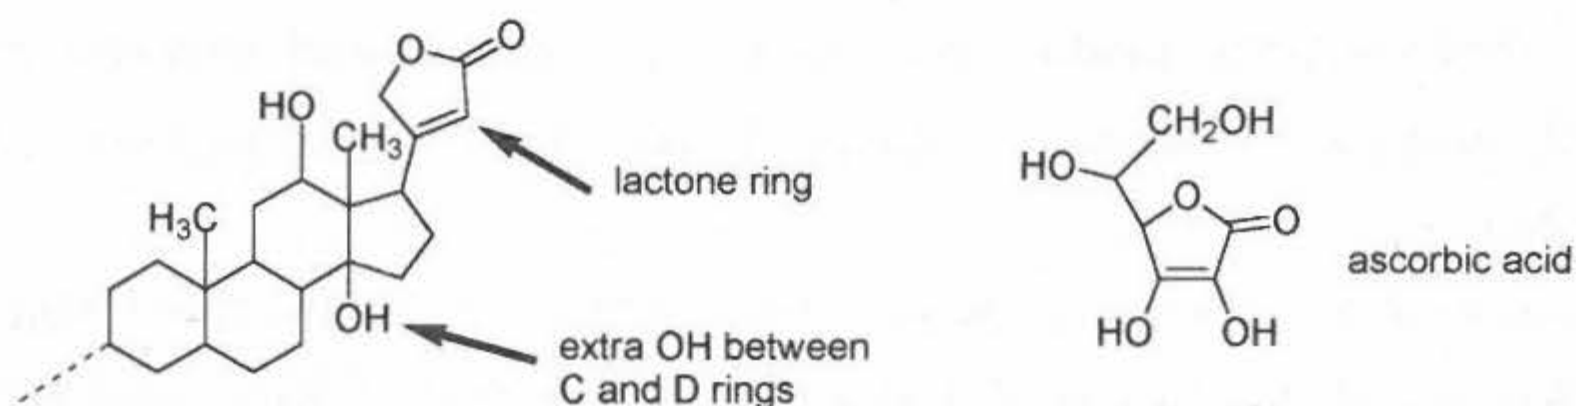 O
O
HO
CH3
lactone ring
H3C
OH
extra OH between
C and D rings
CH2OH
HO
O
O
ascorbic acid
HO
OH